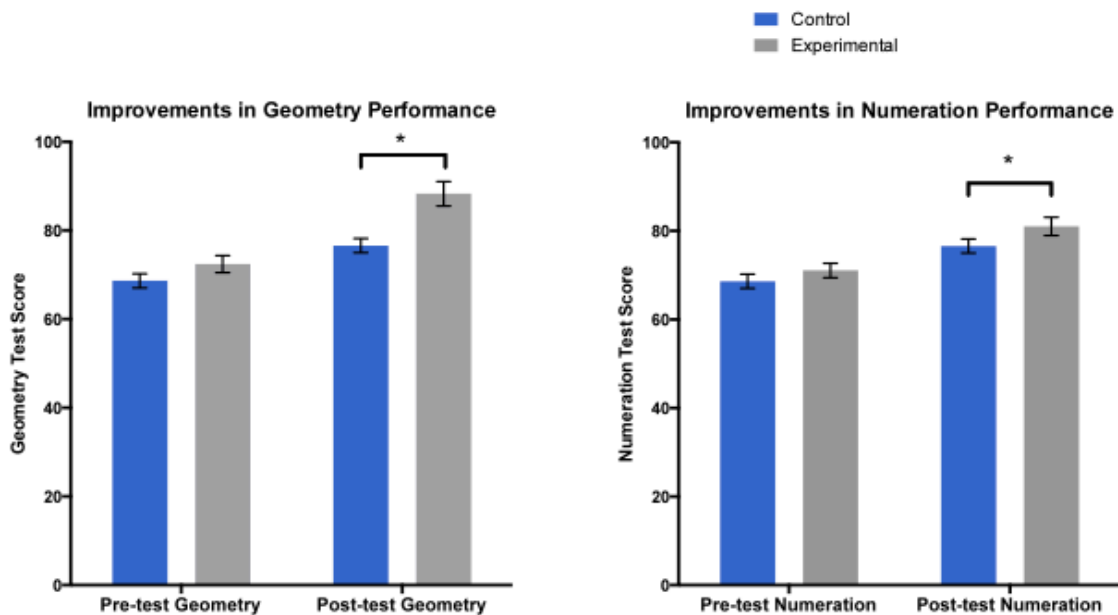 Control
Experimental
Improvements in Geometry Performance
*
100
80
60
40
20
0
Geometry Test Score
Pre-test Geometry
Post-test Geometry
Improvements in Numeration Performance
*
100
80
60
40
20
0
Numeration Test Score
Pre-test Numeration
Post-test Numeration